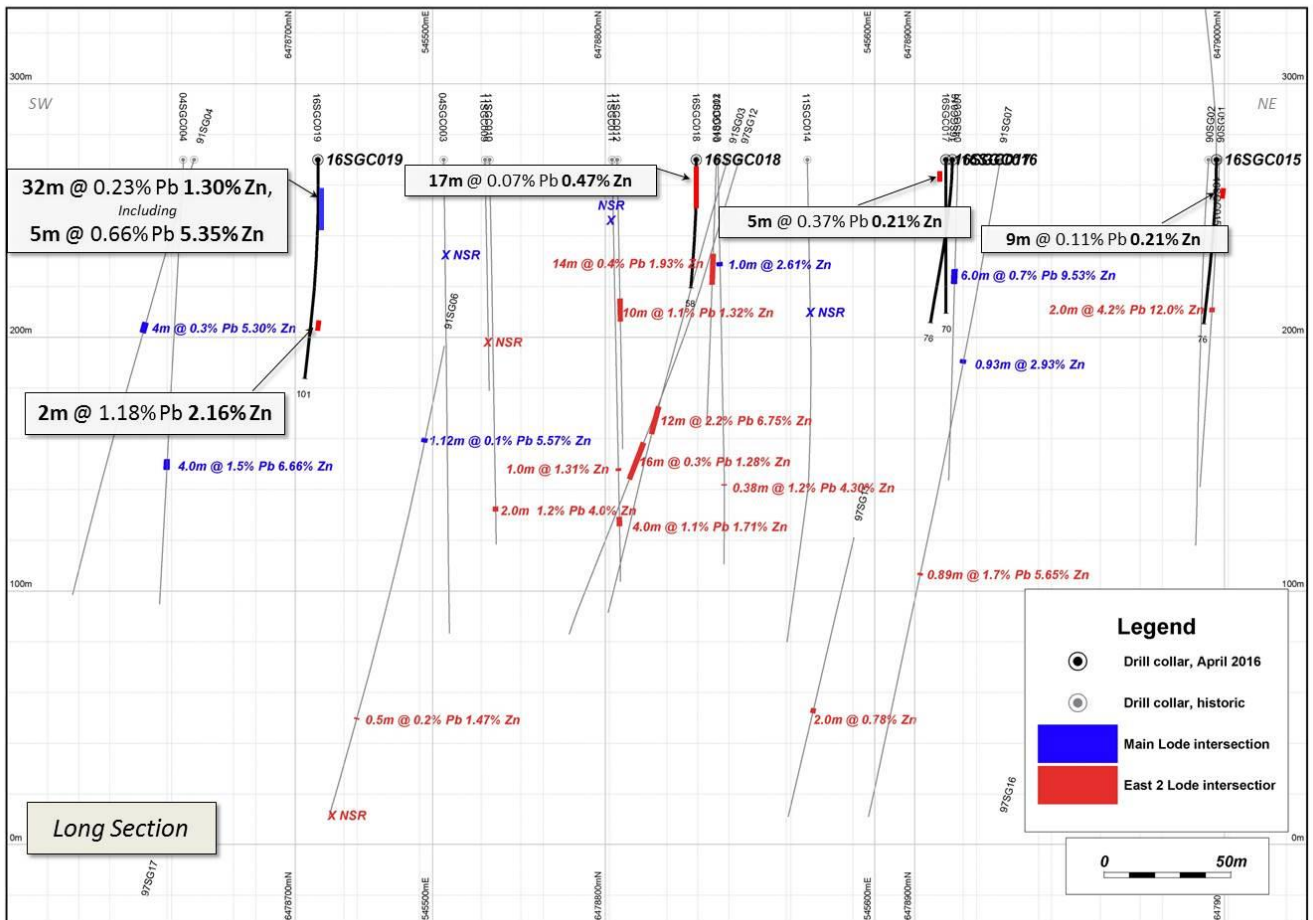 6478700mN
545500mE
6478800mN
545600mE
6478900mN
6479000mN
300m
300m
SW
NE
04SGC004
91SG04
16SGC019
04SGC003
11SGC012
16SGC018
91SG03
97SG12
11SGC014
91SG07
90SG02
90SG01
16SGC019
16SGC018
16SGC015
32m @ 0.23% Pb 1.30% Zn,
Including
5m @ 0.66% Pb 5.35% Zn
17m @ 0.07% Pb 0.47% Zn
5m @ 0.37% Pb 0.21% Zn
9m @ 0.11% Pb 0.21% Zn
NSR
X
X NSR
14m @ 0.4% Pb 1.93% Zn
1.0m @ 2.61% Zn
6.0m @ 0.7% Pb 9.53% Zn
58
10m @ 1.1% Pb 1.32% Zn
X NSR
2.0m @ 4.2% Pb 12.0% Zn
91SG06
4m @ 0.3% Pb 5.30% Zn
76
70
76
200m
200m
X NSR
0.93m @ 2.93% Zn
101
2m @ 1.18% Pb 2.16% Zn
12m @ 2.2% Pb 6.75% Zn
1.12m @ 0.1% Pb 5.57% Zn
4.0m @ 1.5% Pb 6.66% Zn
1.0m @ 1.31% Zn
16m @ 0.3% Pb 1.28% Zn
0.38m @ 1.2% Pb 4.30% Zn
2.0m 1.2% Pb 4.0% Zn
4.0m @ 1.1% Pb 1.71% Zn
0.89m @ 1.7% Pb 5.65% Zn
100m
100m
0.5m @ 0.2% Pb 1.47% Zn
2.0m @ 0.78% Zn
X NSR
97SG16
Legend
Drill collar, April 2016
Drill collar, historic
Main Lode intersection
East 2 Lode intersectior
Long Section
0m
0m
0 50m
97SG17
6478700mN
545500mE
6478800mN
545600mE
6478900mN